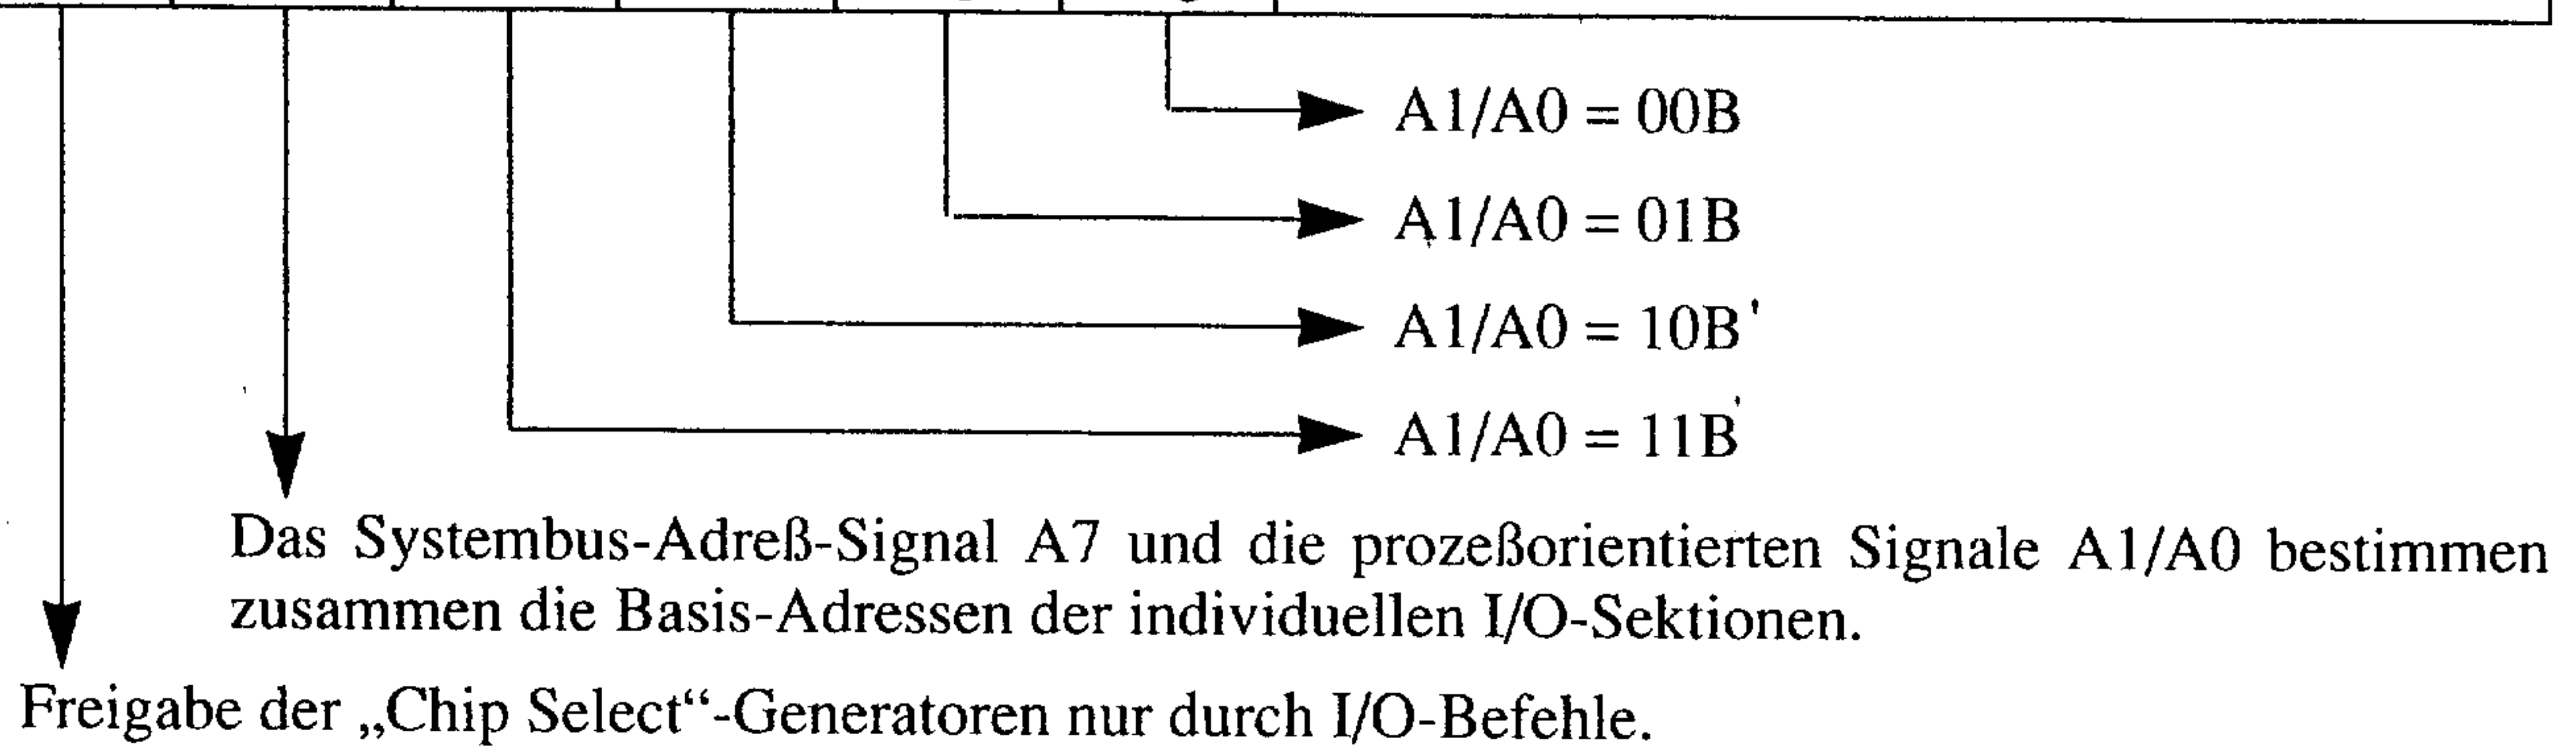 A1/A0 = 00B
A1/A0 = 01B
A1/A0 = 10B
A1/A0 = 11B
Das Systembus-Adreß-Signal A7 und die prozeßorientierten Signale A1/A0 bestimmen
zusammen die Basis-Adressen der individuellen I/O-Sektionen.
Freigabe der „Chip Select“-Generatoren nur durch I/O-Befehle.